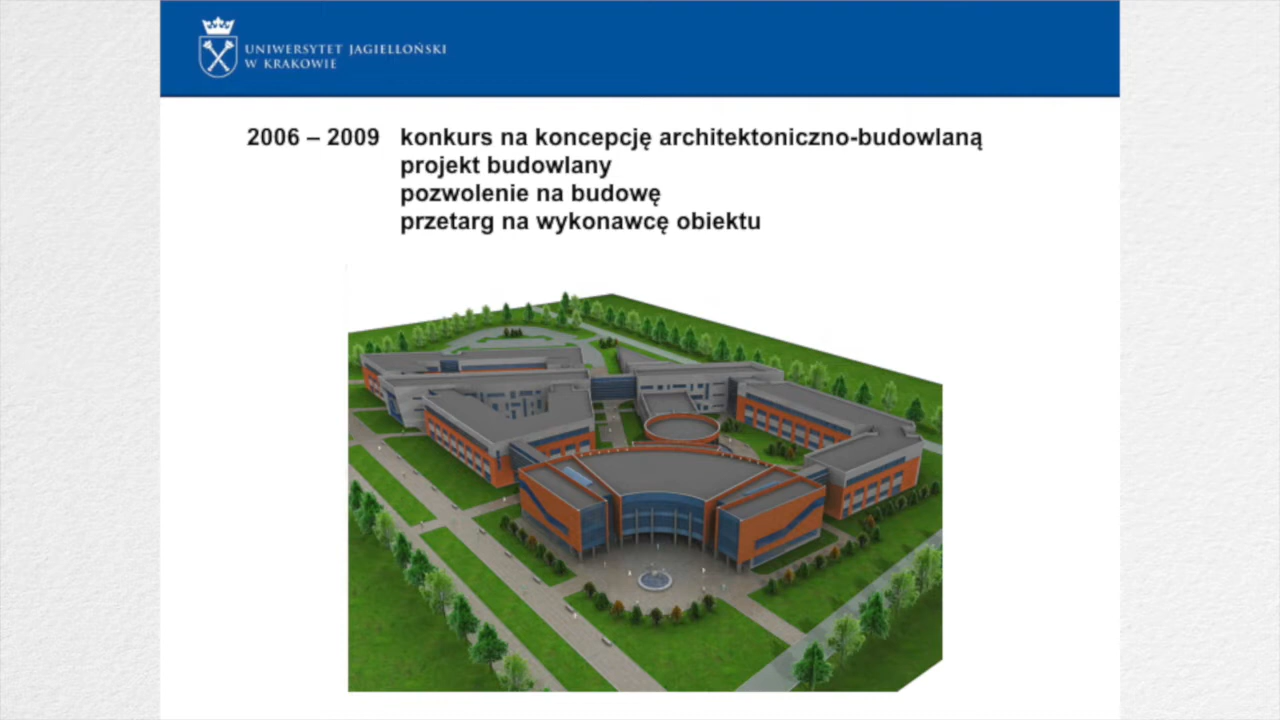 UNIWERSYTET JAGIELLOŃSKI
W KRAKOWIE
2006 – 2009 konkurs na koncepcję architektoniczno-budowlaną
projekt budowlany
pozwolenie na budowę
przetarg na wykonawcę obiektu